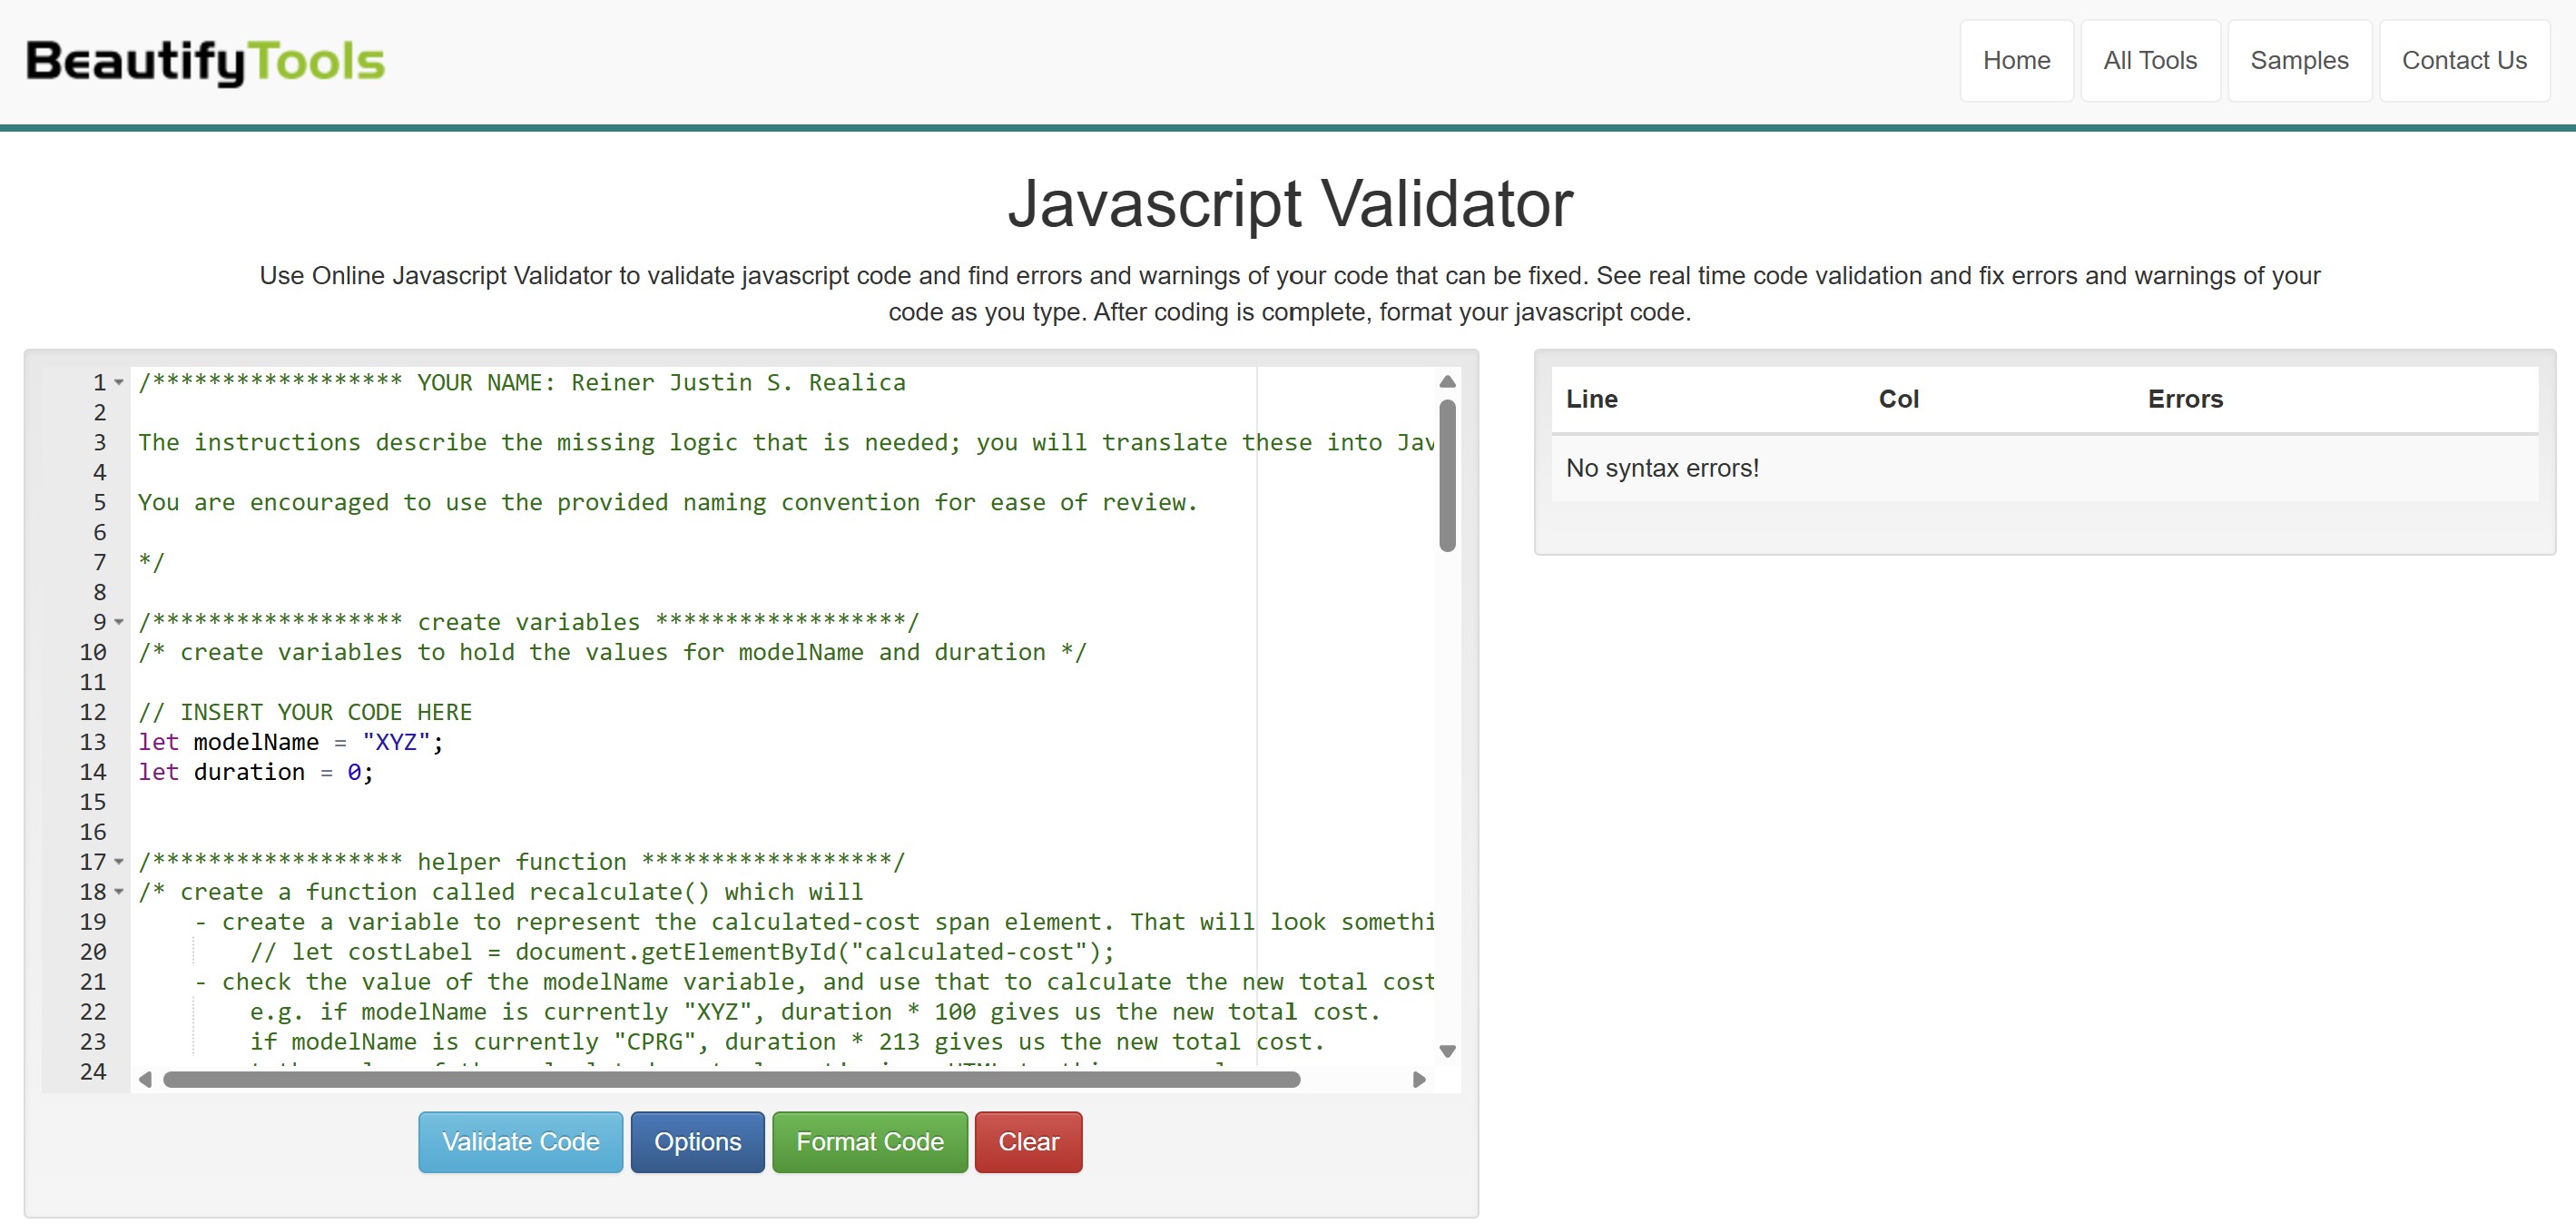 BeautifyTools
Home
All Tools
Samples
Contact Us
Javascript Validator
Use Online Javascript Validator to validate javascript code and find errors and warnings of your code that can be fixed. See real time code validation and fix errors and warnings of your
code as you type. After coding is complete, format your javascript code.
1 /****************** YOUR NAME: Reiner Justin S. Realica
2
3 The instructions describe the missing logic that is needed; you will translate these into Jav
4
5 You are encouraged to use the provided naming convention for ease of review.
6
7 */
8
9 /****************** create variables ******************/
10 /* create variables to hold the values for modelName and duration */
11
12 // INSERT YOUR CODE HERE
13 let modelName = "XYZ";
14 let duration = 0;
15
16
17 /****************** helper function ******************/
18 /* create a function called recalculate() which will
19 - create a variable to represent the calculated-cost span element. That will look somethi
20 // let costLabel = document.getElementById("calculated-cost");
21 - check the value of the modelName variable, and use that to calculate the new total cost
22 e.g. if modelName is currently "XYZ", duration * 100 gives us the new total cost.
23 if modelName is currently "CPRG", duration * 213 gives us the new total cost.
24
Validate Code
Options
Format Code
Clear
Line Col Errors
No syntax errors!